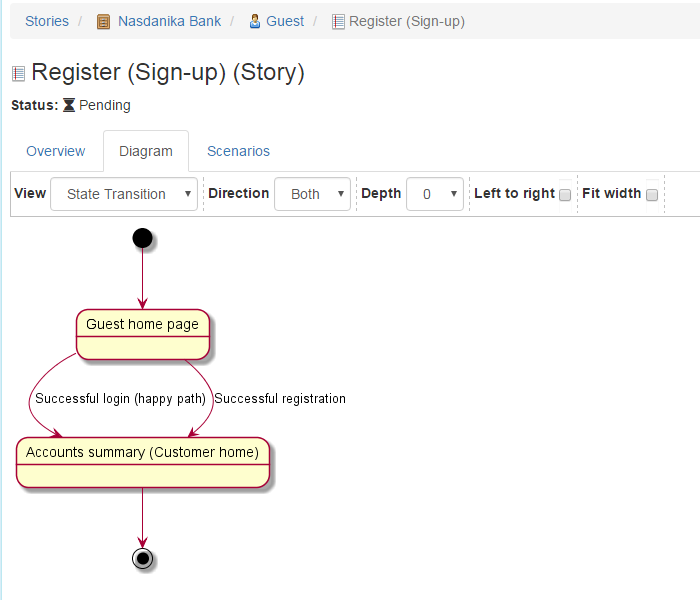 Stories / Nasdanika Bank / Guest / Register (Sign-up)
Register (Sign-up) (Story)
Status: Pending
Overview Diagram Scenarios
View State Transition Direction Both Depth 0 Left to right Fit width
Guest home page
Successful login (happy path) Successful registration
Accounts summary (Customer home)